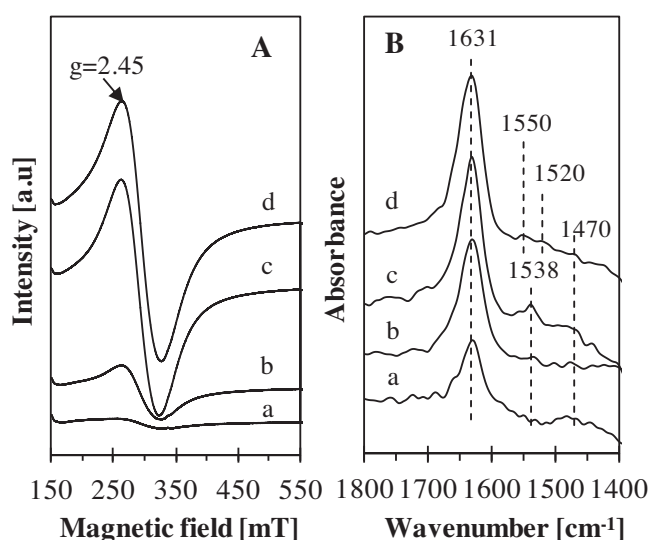 A
g=2.45
d
c
b
a
Intensity [a.u]
150 250 350 450 550
Magnetic field [mT]
B
1631
1550
1520
1470
1538
d
c
b
a
Absorbance
1800 1700 1600 1500 1400
Wavenumber [cm-1]